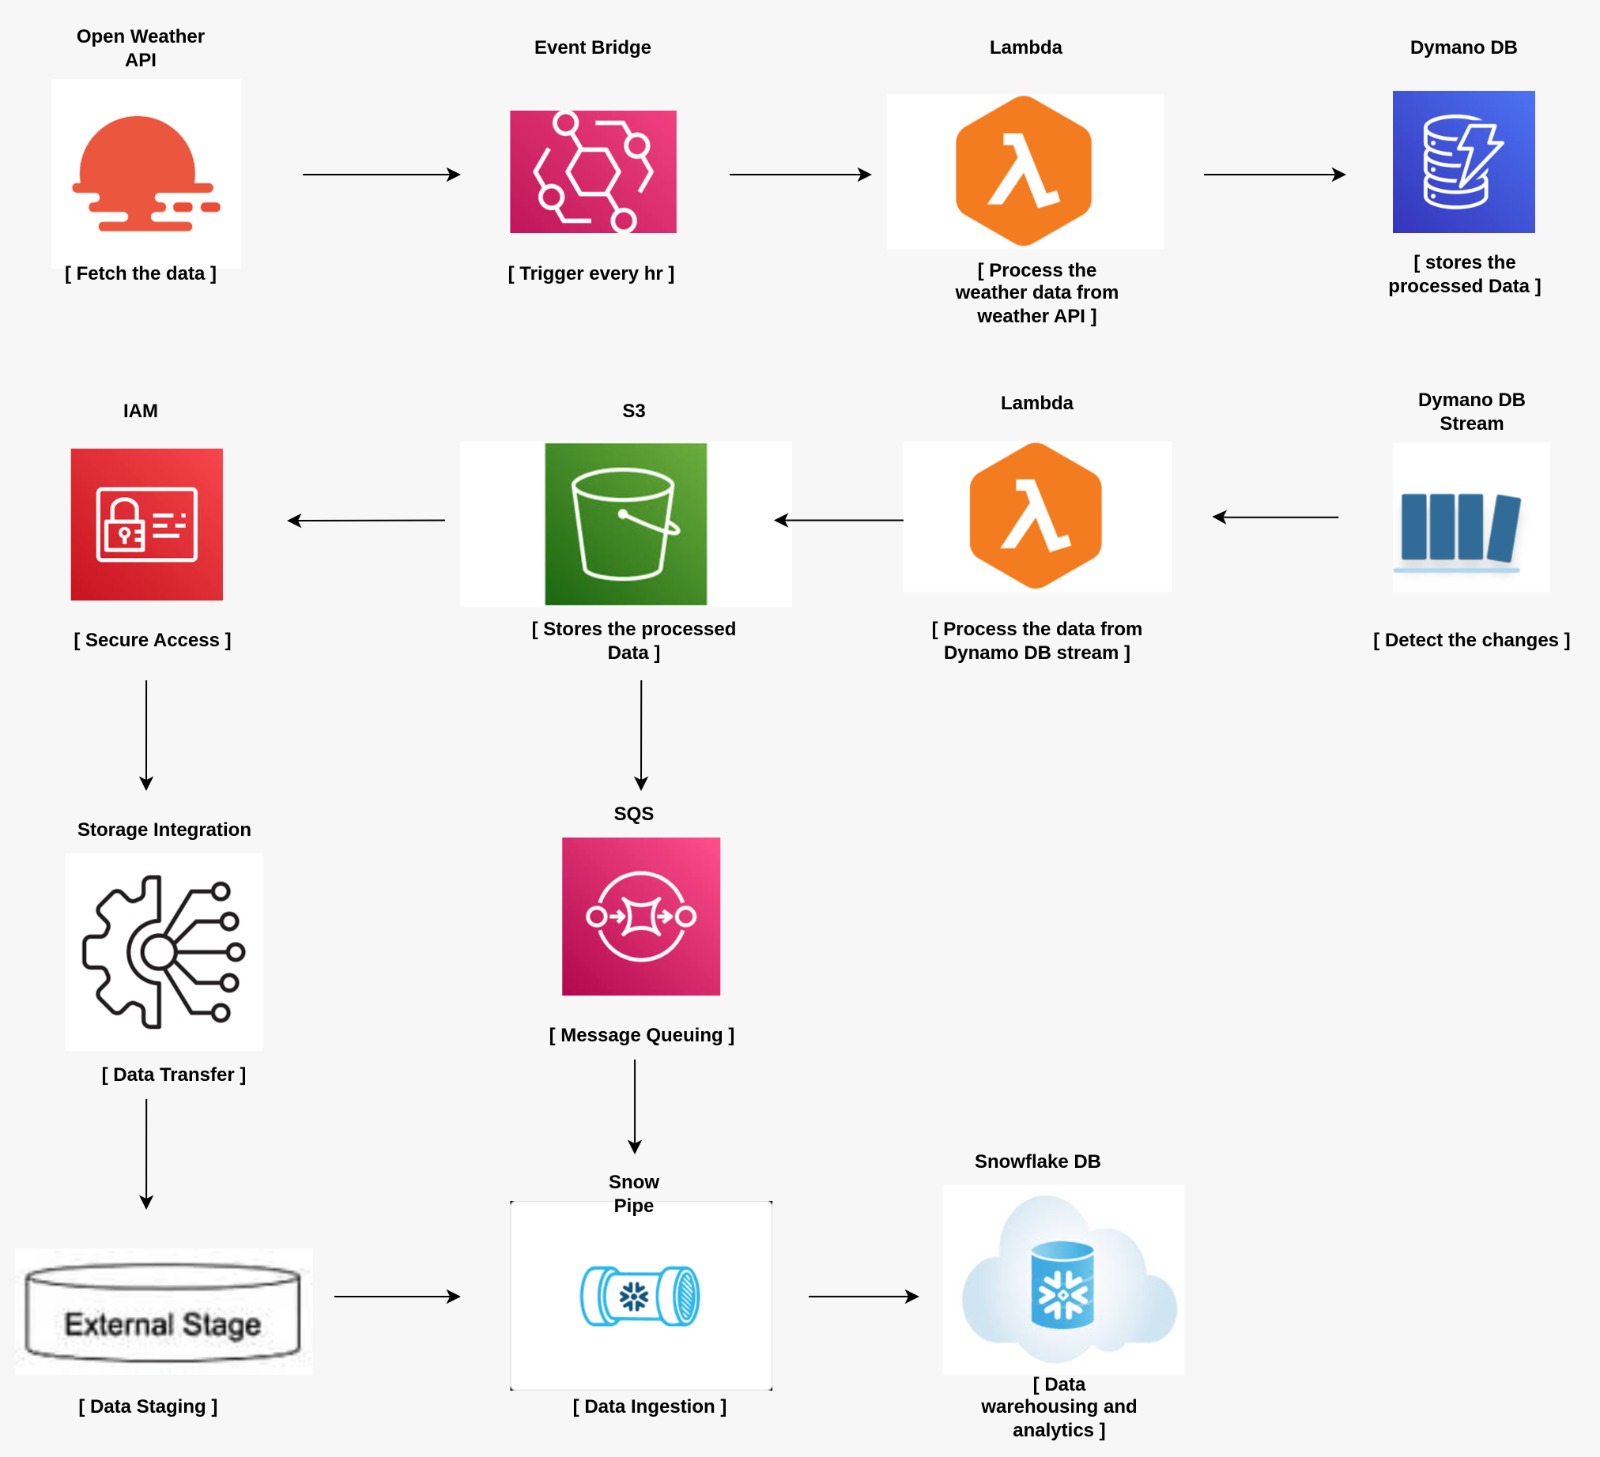 Open Weather
API
Event Bridge
Lambda
Dymano DB
[ Fetch the data ]
[ Trigger every hr ]
[ Process the
weather data from
weather API ]
[ stores the
processed Data ]
IAM
S3
Lambda
Dymano DB
Stream
[ Secure Access ]
[ Stores the processed
Data ]
[ Process the data from
Dynamo DB stream ]
[ Detect the changes ]
Storage Integration
SQS
[ Data Transfer ]
[ Message Queuing ]
Snow
Pipe
Snowflake DB
External Stage
[ Data Staging ]
[ Data Ingestion ]
[ Data
warehousing and
analytics ]